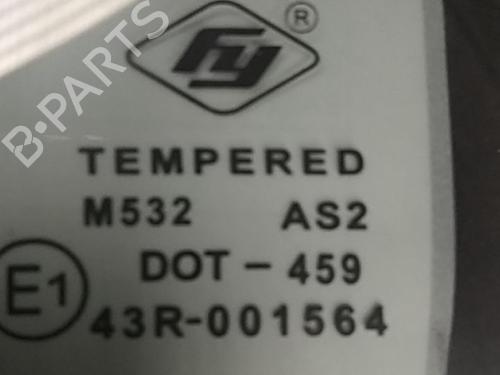 B-PARTS
fy ®
TEMPERED
M532 AS2
DOT - 459
E1
43R-001564